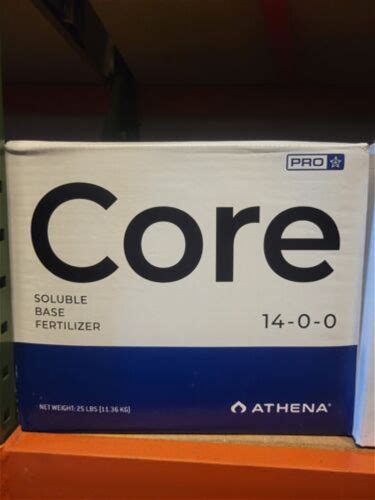 PRO
Core
SOLUBLE
BASE
FERTILIZER
14-0-0
NET WEIGHT: 25 LBS (11.36 KG)
ATHENA®